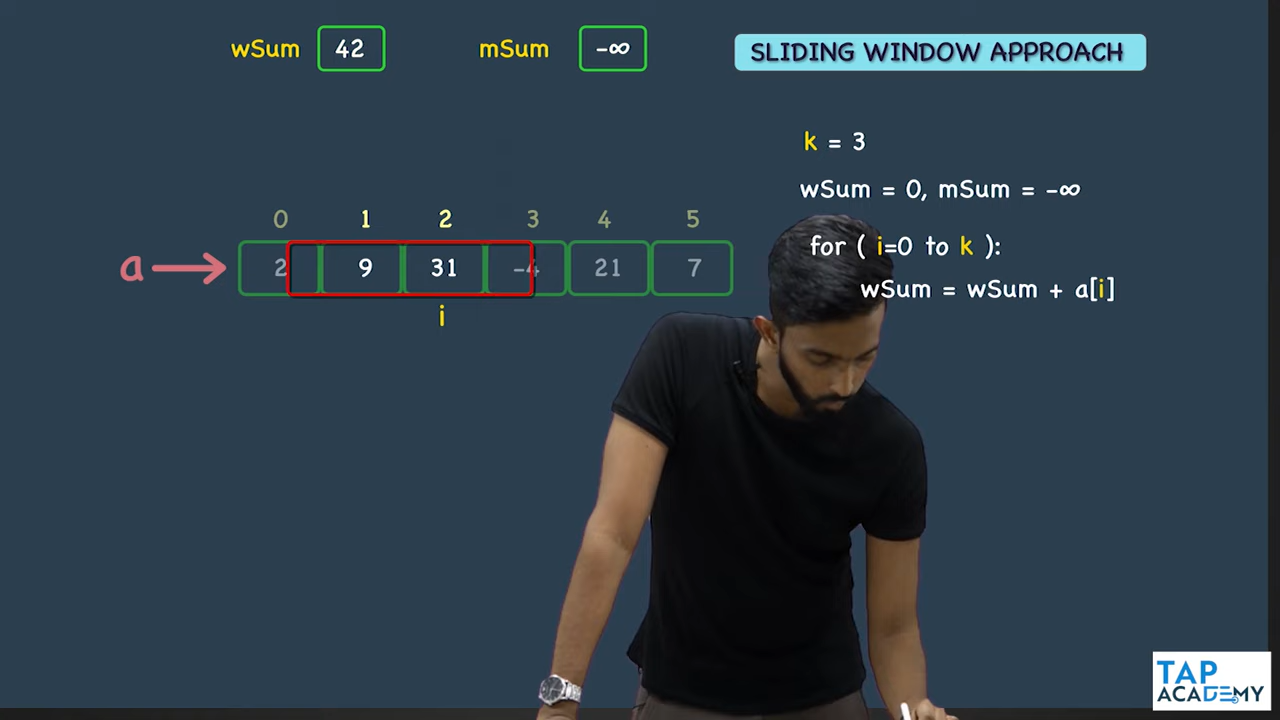 wSum 42 mSum -∞ SLIDING WINDOW APPROACH
k = 3
wSum = 0, mSum = -∞
0 1 2 3 4 5
for ( i=0 to k ):
a 2 9 31 -4 21 7
wSum = wSum + a[i]
i
TAP
ACADEMY